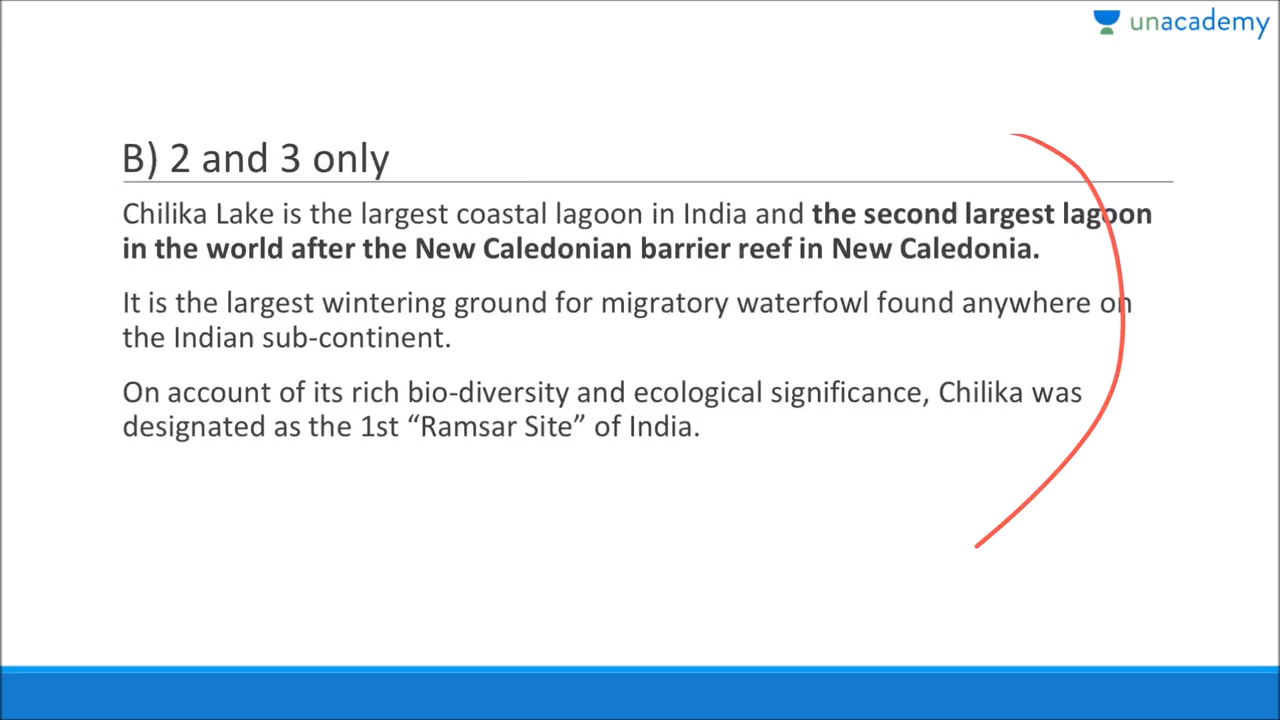 unacademy
B) 2 and 3 only
Chilika Lake is the largest coastal lagoon in India and the second largest lagoon
in the world after the New Caledonian barrier reef in New Caledonia.
It is the largest wintering ground for migratory waterfowl found anywhere on
the Indian sub-continent.
On account of its rich bio-diversity and ecological significance, Chilika was
designated as the 1st “Ramsar Site” of India.